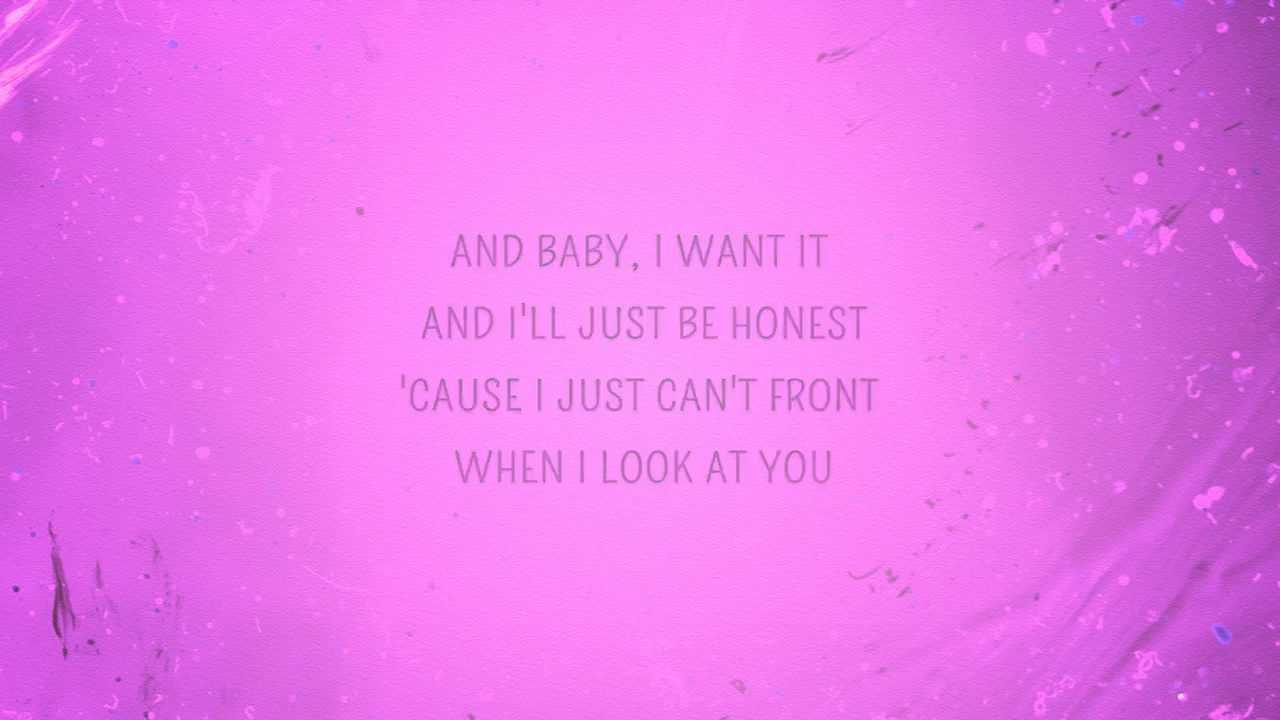 AND BABY, I WANT IT
AND I'LL JUST BE HONEST
'CAUSE I JUST CAN'T FRONT
WHEN I LOOK AT YOU